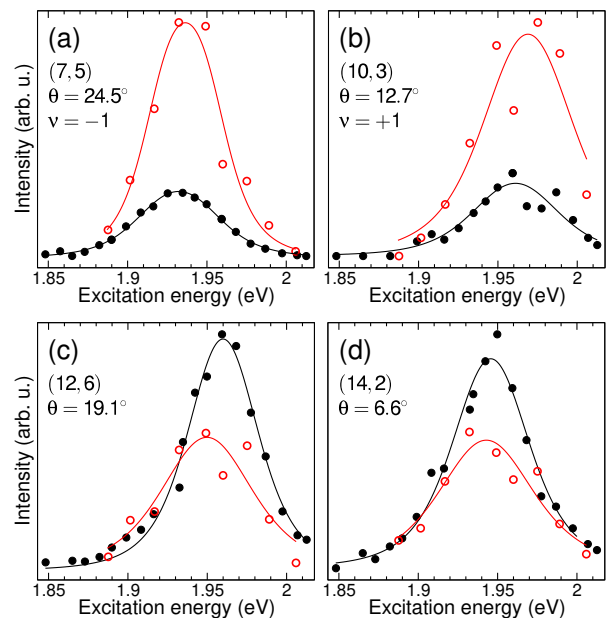 Intensity (arb. u.)
(a)
(7,5)
θ = 24.5°
ν = −1
1.85 1.9 1.95 2
Excitation energy (eV)
(b)
(10,3)
θ = 12.7°
ν = +1
1.85 1.9 1.95 2
Excitation energy (eV)
Intensity (arb. u.)
(c)
(12,6)
θ = 19.1°
1.85 1.9 1.95 2
Excitation energy (eV)
(d)
(14,2)
θ = 6.6°
1.85 1.9 1.95 2
Excitation energy (eV)